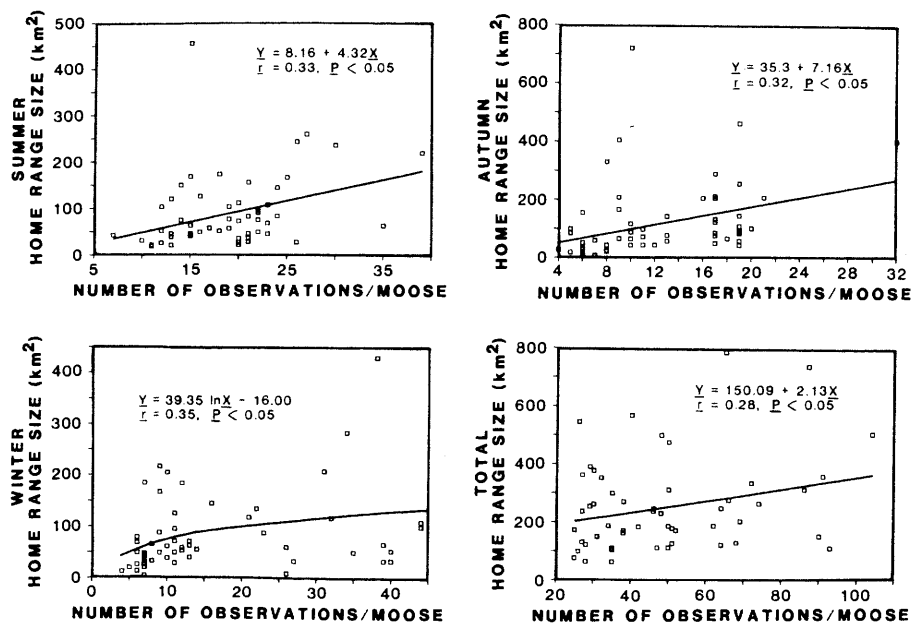 SUMMER
HOME RANGE SIZE (km²)
500
400
300
200
100
0
Y = 8.16 + 4.32X
r = 0.33, P < 0.05
5
15
25
35
NUMBER OF OBSERVATIONS/MOOSE
AUTUMN
HOME RANGE SIZE (km²)
800
600
400
200
0
Y = 35.3 + 7.16X
r = 0.32, P < 0.05
4
8
12
16
20
24
28
32
NUMBER OF OBSERVATIONS/MOOSE
WINTER
HOME RANGE SIZE (km²)
400
300
200
100
0
Y = 39.35 lnX - 16.00
r = 0.35, P < 0.05
0
10
20
30
40
NUMBER OF OBSERVATIONS/MOOSE
TOTAL
HOME RANGE SIZE (km²)
800
600
400
200
0
Y = 150.09 + 2.13X
r = 0.28, P < 0.05
20
40
60
80
100
NUMBER OF OBSERVATIONS/MOOSE